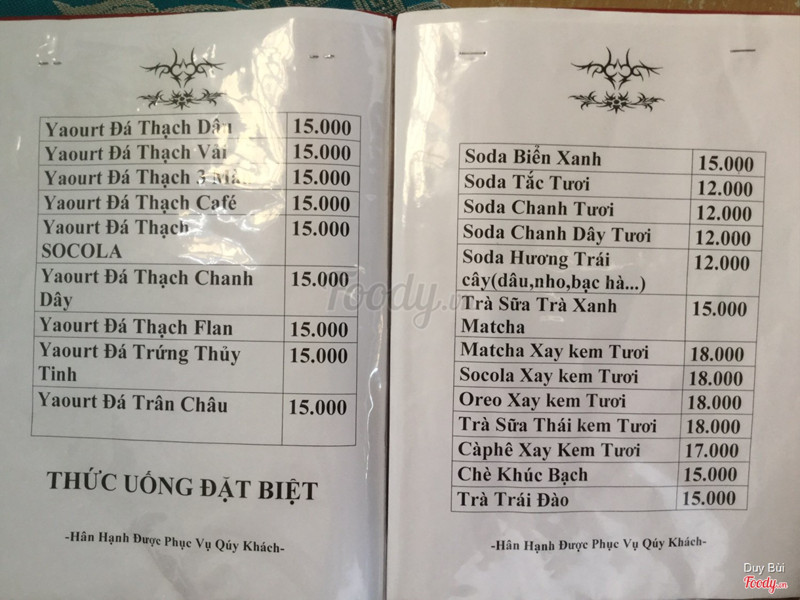 Yaourt Đá Thạch Dâu 15.000
Yaourt Đá Thạch Vải 15.000
Yaourt Đá Thạch 3 15.000
Yaourt Đá Thạch Café 15.000
Yaourt Đá Thạch 15.000
SOCOLA
Yaourt Đá Thạch Chanh 15.000
Dây
Yaourt Đá Thạch Flan 15.000
Yaourt Đá Trứng Thủy 15.000
Tinh
Yaourt Đá Trân Châu 15.000
THỨC UỐNG ĐẶT BIỆT
-Hân Hạnh Được Phục Vụ Qúy Khách-
Soda Biển Xanh 15.000
Soda Tắc Tươi 12.000
Soda Chanh Tươi 12.000
Soda Chanh Dây Tươi 12.000
Soda Hương Trái 12.000
cây(dâu,nho,bạc hà...)
Trà Sữa Trà Xanh 15.000
Matcha
Matcha Xay kem Tươi 18.000
Socola Xay kem Tươi 18.000
Oreo Xay kem Tươi 18.000
Trà Sữa Thái kem Tươi 18.000
Càphê Xay Kem Tươi 17.000
Chè Khúc Bạch 15.000
Trà Trái Đào 15.000
-Hân Hạnh Được Phục Vụ Qúy Khách-
foody.vn
Duy Bùi
Foody.vn